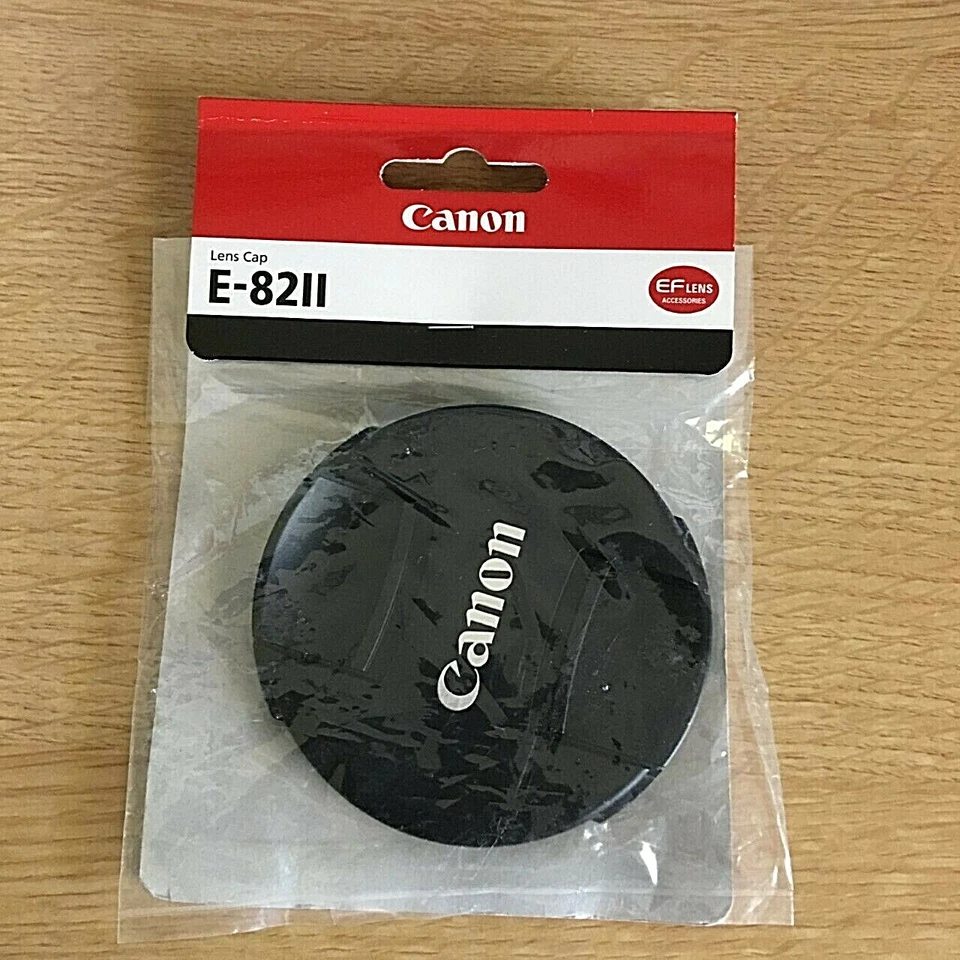 Canon
Lens Cap
E-82II
EF LENS
ACCESSORIES
Canon